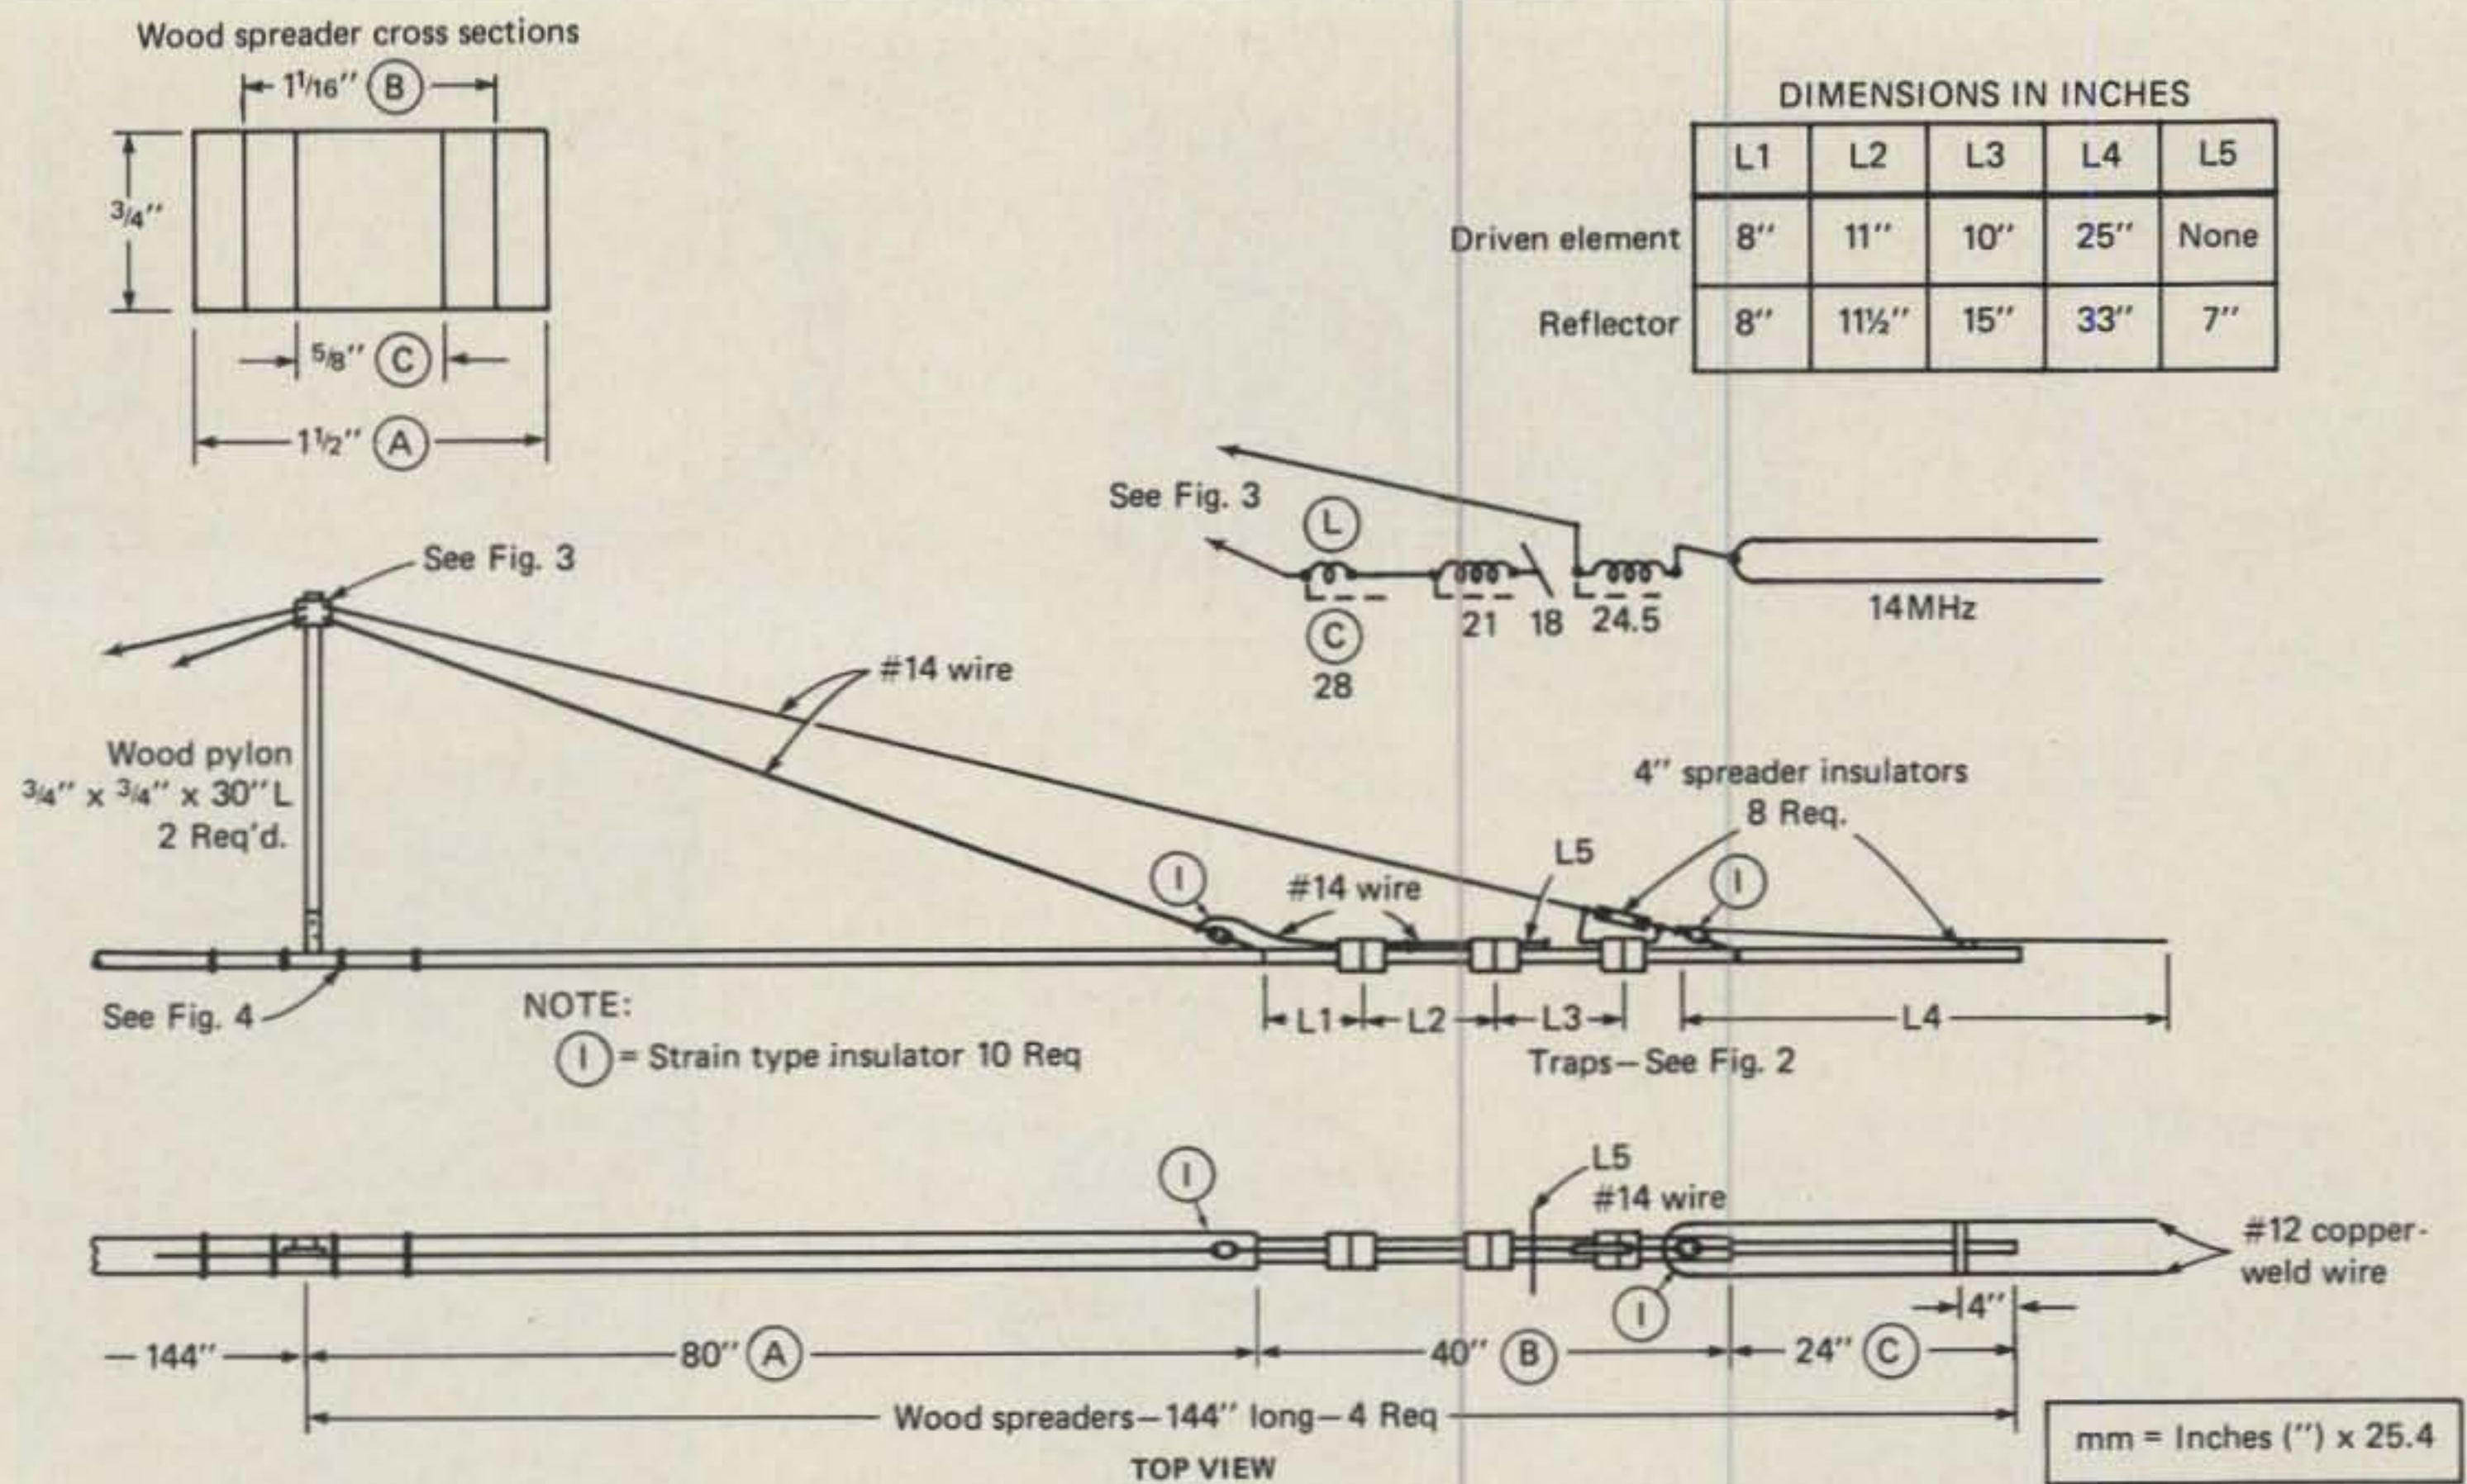 Wood spreader cross sections
1 1/16" B
3/4"
5/8" C
1 1/2" A
DIMENSIONS IN INCHES
L1 L2 L3 L4 L5
Driven element 8" 11" 10" 25" None
Reflector 8" 11½" 15" 33" 7"
See Fig. 3
L
C
28
21 18 24.5
14MHz
See Fig. 3
#14 wire
Wood pylon
3/4" x 3/4" x 30"L
2 Req'd.
4" spreader insulators
8 Req.
I
#14 wire
L5
I
See Fig. 4
NOTE:
I = Strain type insulator 10 Req
L1 L2 L3 L4
Traps—See Fig. 2
I
L5
#14 wire
I
#12 copper-
weld wire
4"
144" 80" A 40" B 24" C
Wood spreaders—144" long—4 Req
TOP VIEW
mm = Inches (") x 25.4